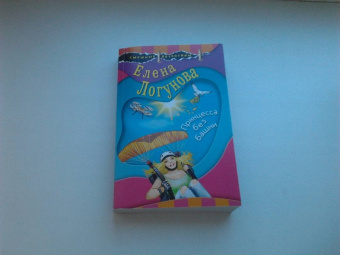 Елена
Логунова
Принцесса
без
башни